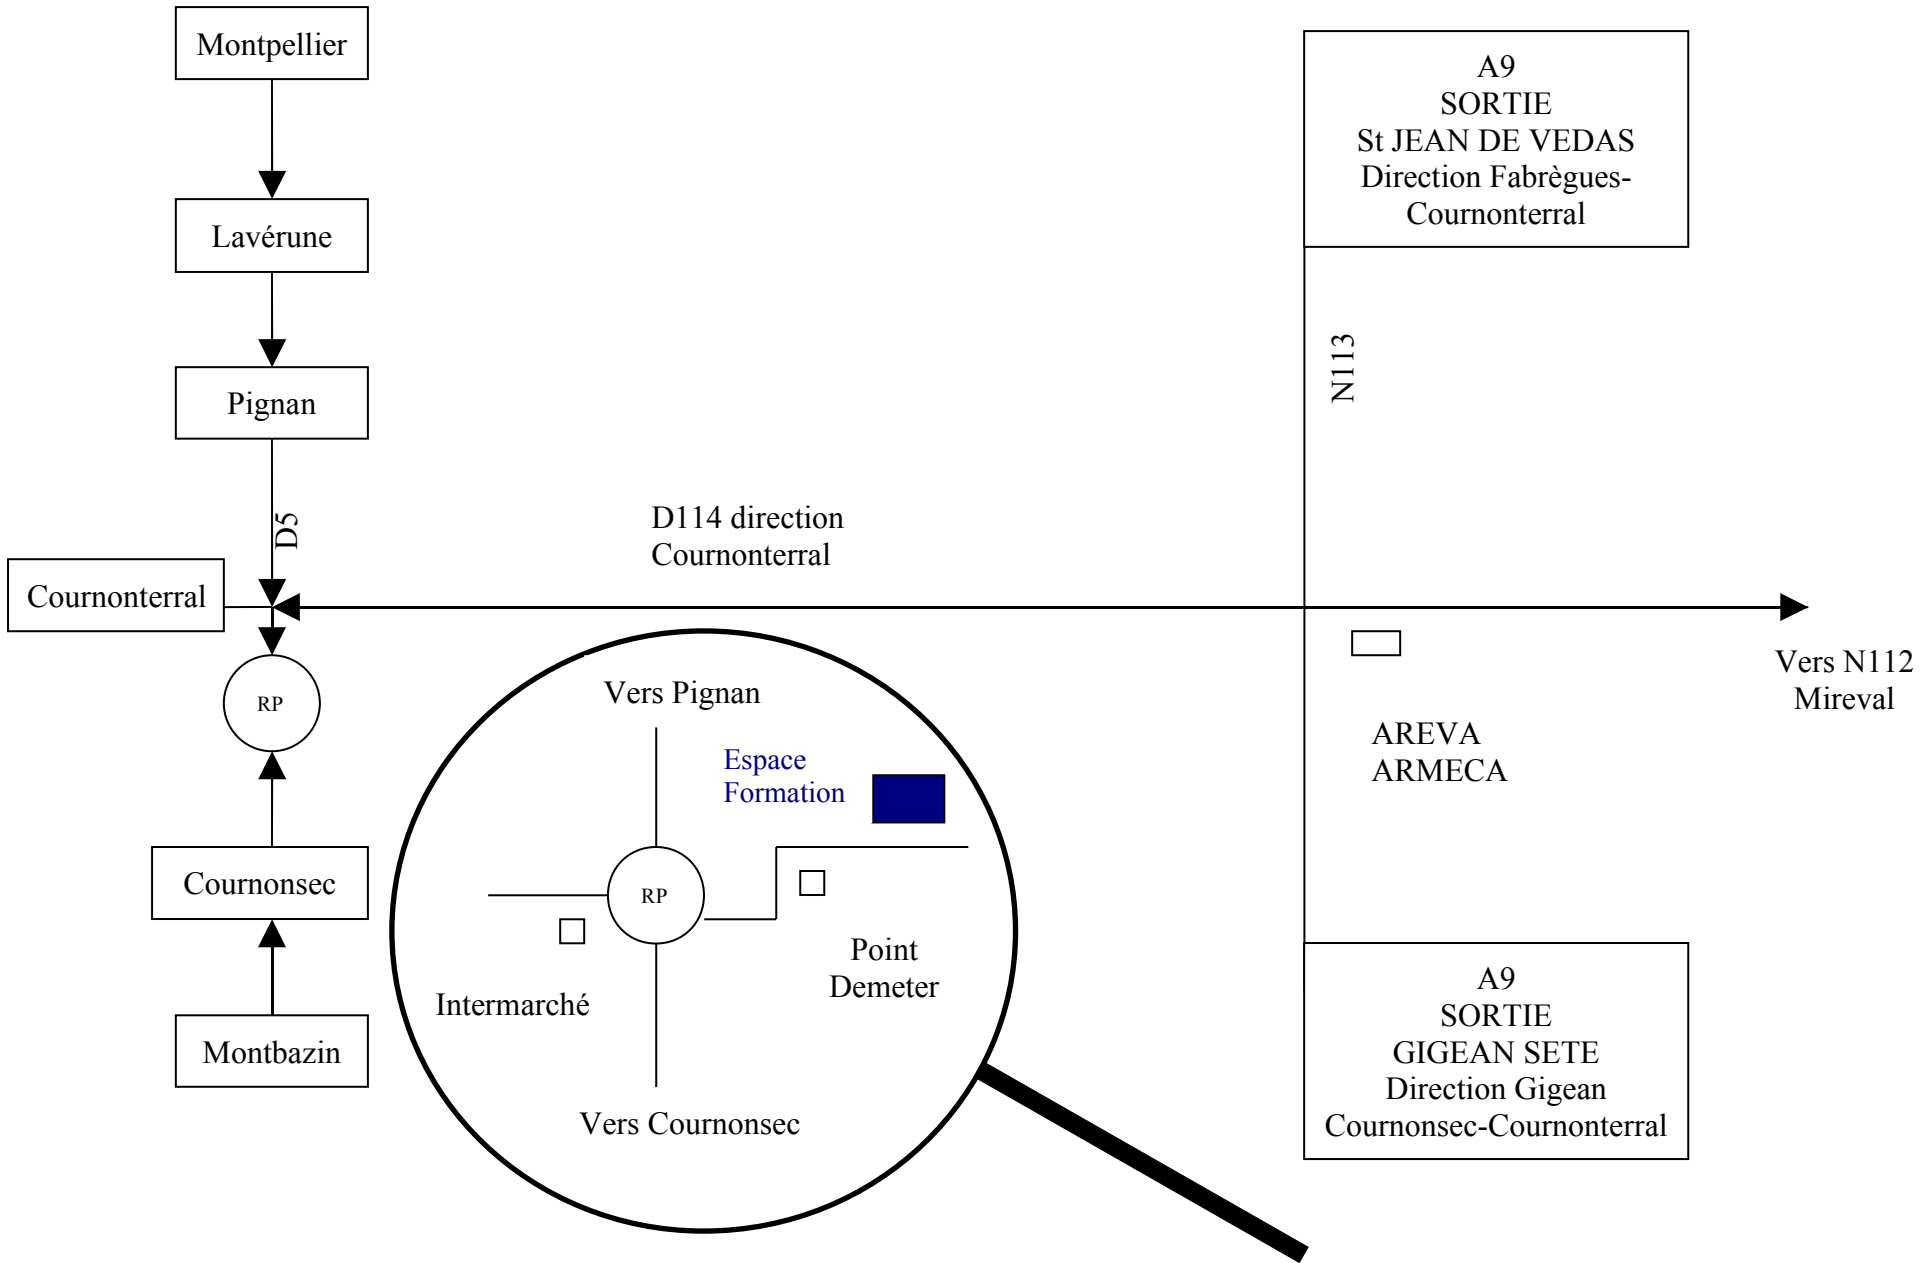 Montpellier
Lavérune
Pignan
D5
Cournonterral
RP
Cournonsec
Montbazin
D114 direction
Cournonterral
Vers Pignan
Espace
Formation
RP
Intermarché
Point
Demeter
Vers Cournonsec
A9
SORTIE
St JEAN DE VEDAS
Direction Fabrègues-
Cournonterral
N113
Vers N112
Mireval
AREVA
ARMECA
A9
SORTIE
GIGEAN SETE
Direction Gigean
Cournonsec-Cournonterral